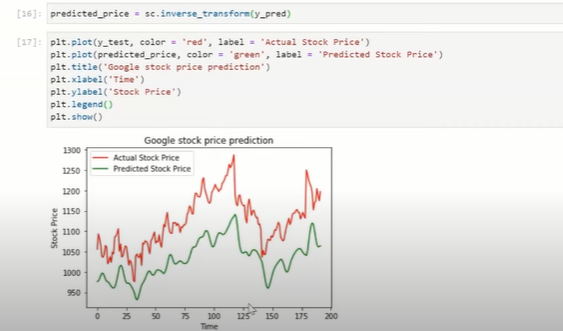 [16]: predicted_price = sc.inverse_transform(y_pred)
[17]: plt.plot(y_test, color = 'red', label = 'Actual Stock Price')
plt.plot(predicted_price, color = 'green', label = 'Predicted Stock Price')
plt.title('Google stock price prediction')
plt.xlabel('Time')
plt.ylabel('Stock Price')
plt.legend()
plt.show()
Google stock price prediction
Actual Stock Price
Predicted Stock Price
Stock Price
1300
1250
1200
1150
1100
1050
1000
950
0 25 50 75 100 125 150 175 200
Time